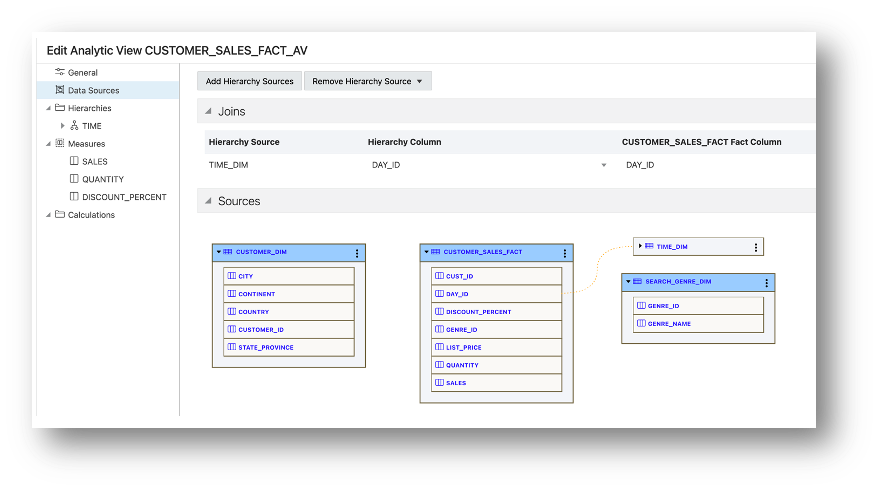 Edit Analytic View CUSTOMER_SALES_FACT_AV
General
Data Sources
Hierarchies
TIME
Measures
SALES
QUANTITY
DISCOUNT_PERCENT
Calculations
Add Hierarchy Sources
Remove Hierarchy Source
Joins
Hierarchy Source
Hierarchy Column
CUSTOMER_SALES_FACT Fact Column
TIME_DIM
DAY_ID
DAY_ID
Sources
CUSTOMER_DIM
CITY
CONTINENT
COUNTRY
CUSTOMER_ID
STATE_PROVINCE
CUSTOMER_SALES_FACT
CUST_ID
DAY_ID
DISCOUNT_PERCENT
GENRE_ID
LIST_PRICE
QUANTITY
SALES
TIME_DIM
SEARCH_GENRE_DIM
GENRE_ID
GENRE_NAME